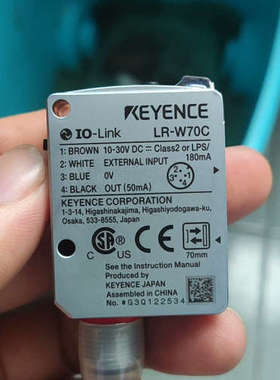 KEYENCE
IO-Link LR-W70C
1: BROWN 10-30V DC ⎓ Class2 or LPS/
180mA
2: WHITE EXTERNAL INPUT
3: BLUE 0V
4: BLACK OUT (50mA)
KEYENCE CORPORATION
1-3-14, Higashinakajima, Higashiyodogawa-ku,
Osaka, 533-8555, Japan
C US CE
70mm
See the Instruction Manual
Produced by
KEYENCE JAPAN
Assembled in CHINA
No. #G3Q122534